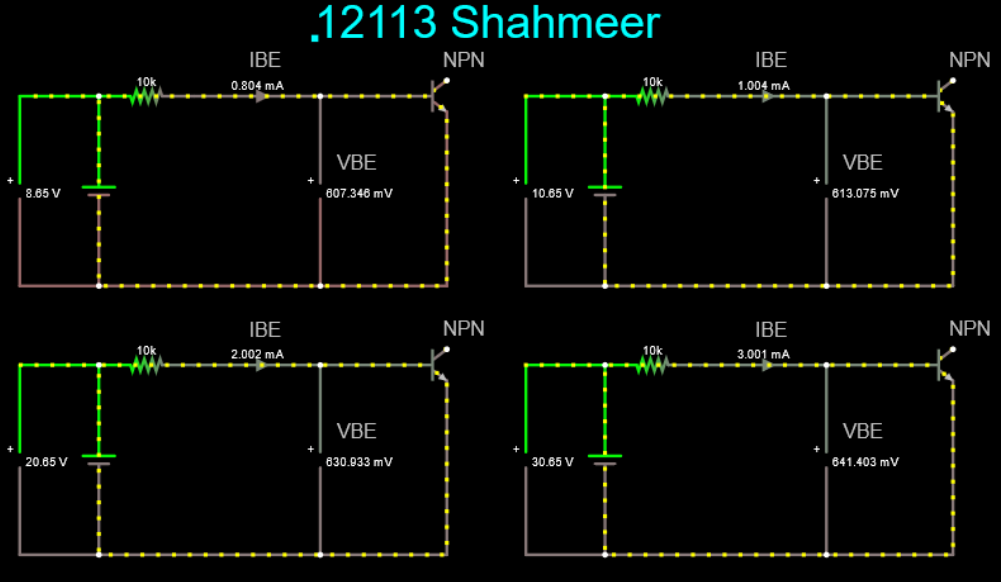 .12113 Shahmeer
IBE NPN IBE NPN
10k 0.804 mA 10k 1.004 mA
VBE VBE
+ 8.65 V + 607.346 mV + 10.65 V + 613.075 mV
IBE NPN IBE NPN
10k 2.002 mA 10k 3.001 mA
VBE VBE
+ 20.65 V + 630.933 mV + 30.65 V + 641.403 mV